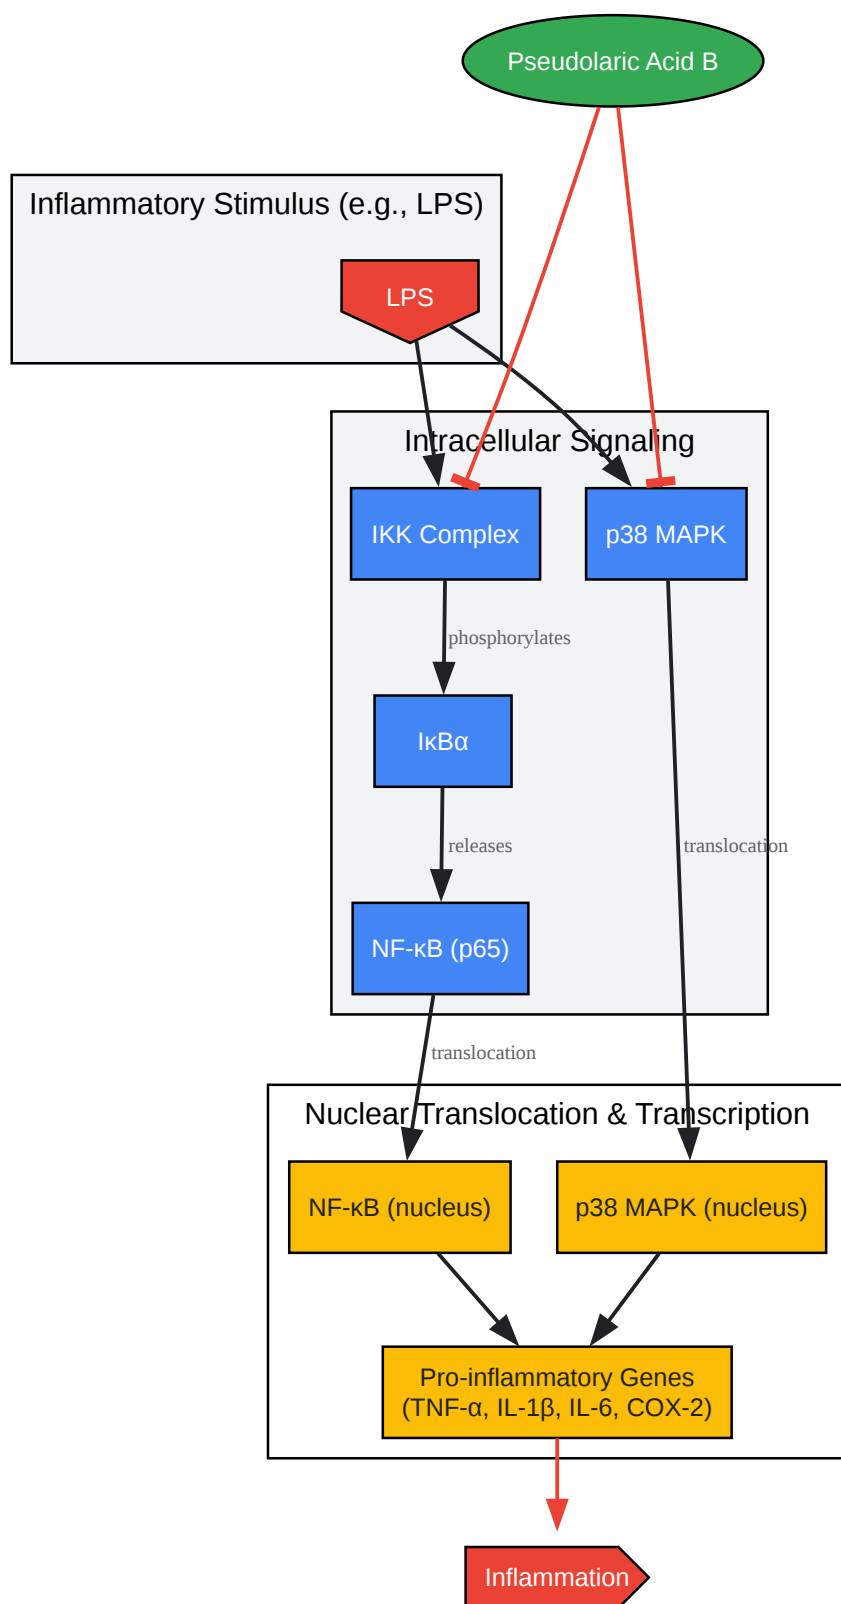 Pseudolaric Acid B
Inflammatory Stimulus (e.g., LPS)
LPS
Intracellular Signaling
IKK Complex
p38 MAPK
phosphorylates
IκBα
releases
translocation
NF-κB (p65)
translocation
Nuclear Translocation & Transcription
NF-κB (nucleus)
p38 MAPK (nucleus)
Pro-inflammatory Genes
(TNF-α, IL-1β, IL-6, COX-2)
Inflammation